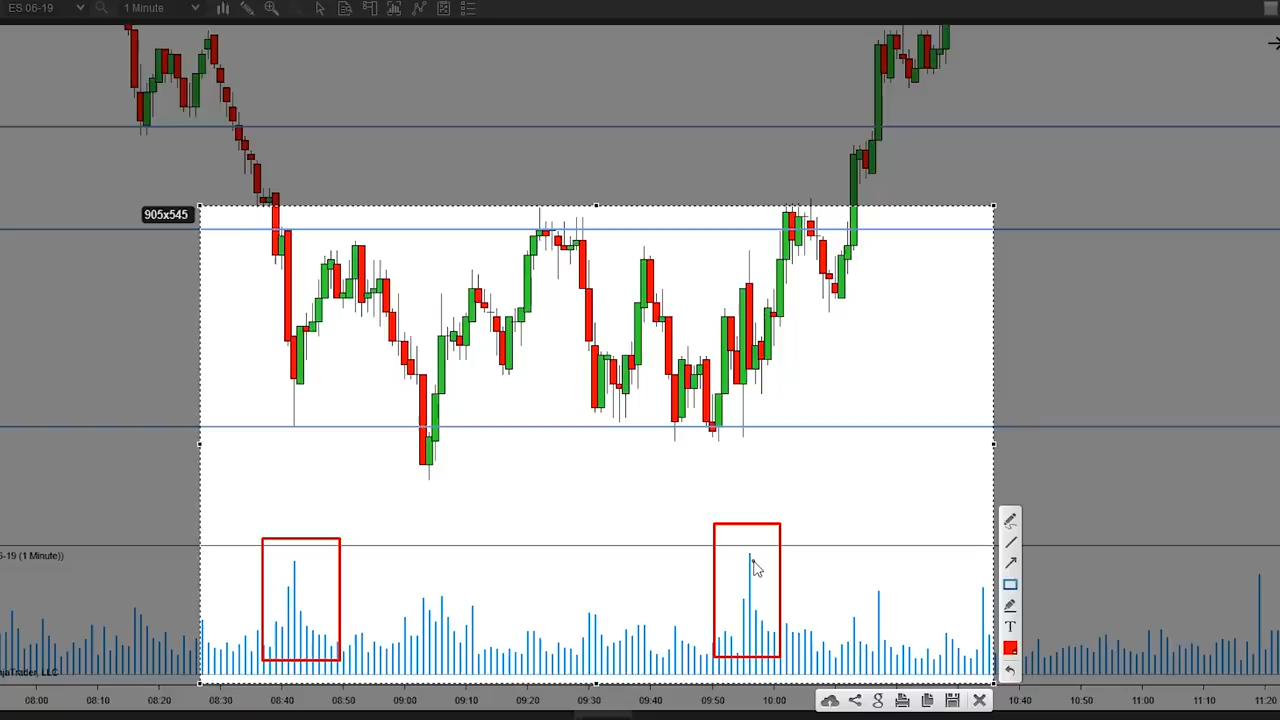 ES 06-19 1 Minute
905x545
6-19 (1 Minute))
njaTrader, LLC
08:00 08:10 08:20 08:30 08:40 08:50 09:00 09:10 09:20 09:30 09:40 09:50 10:00 10:40 10:50 11:00 11:10 11:20
T
g